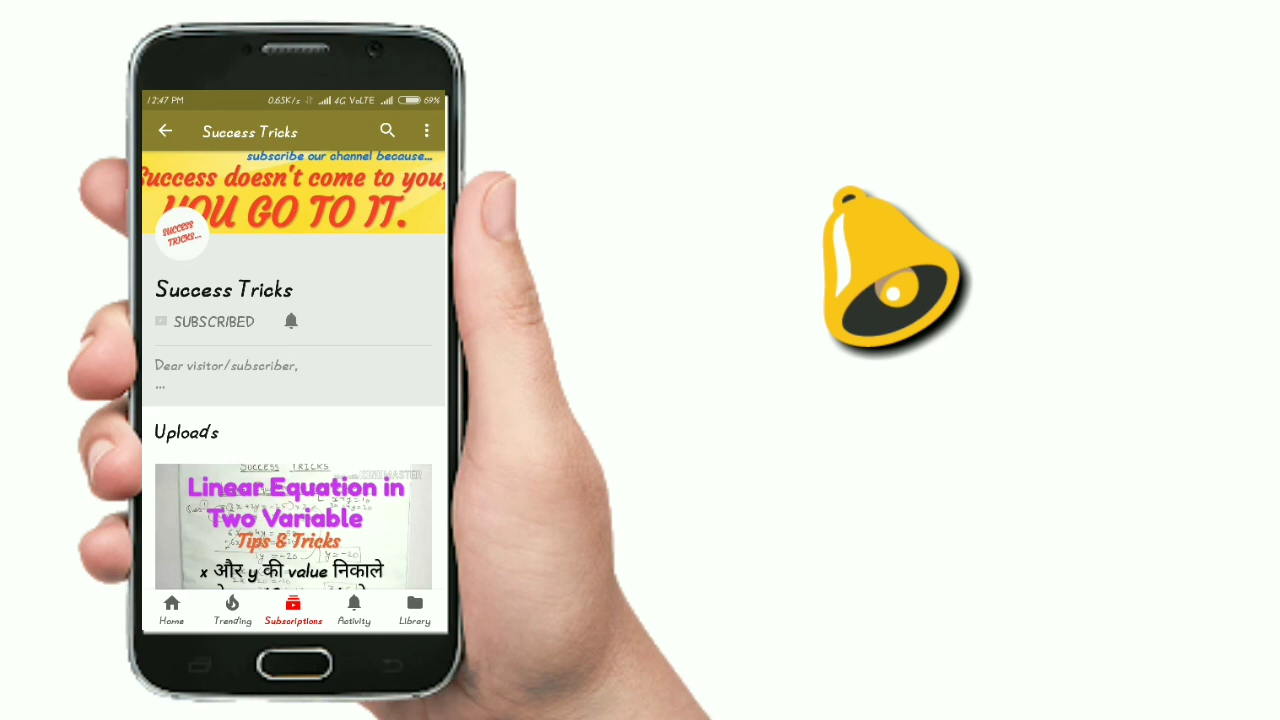 12:47 PM 0.65K/s 4G VoLTE 69%
Success Tricks
subscribe our channel because...
Success doesn't come to you,
YOU GO TO IT.
SUCCESS
TRICKS...
Success Tricks
SUBSCRIBED
Dear visitor/subscriber,
...
Uploads
SUCCESS TRICKS
KINEMASTER
Linear Equation in
Two Variable
Tips & Tricks
y = -20
x और y की value निकाले
Home Trending Subscriptions Activity Library